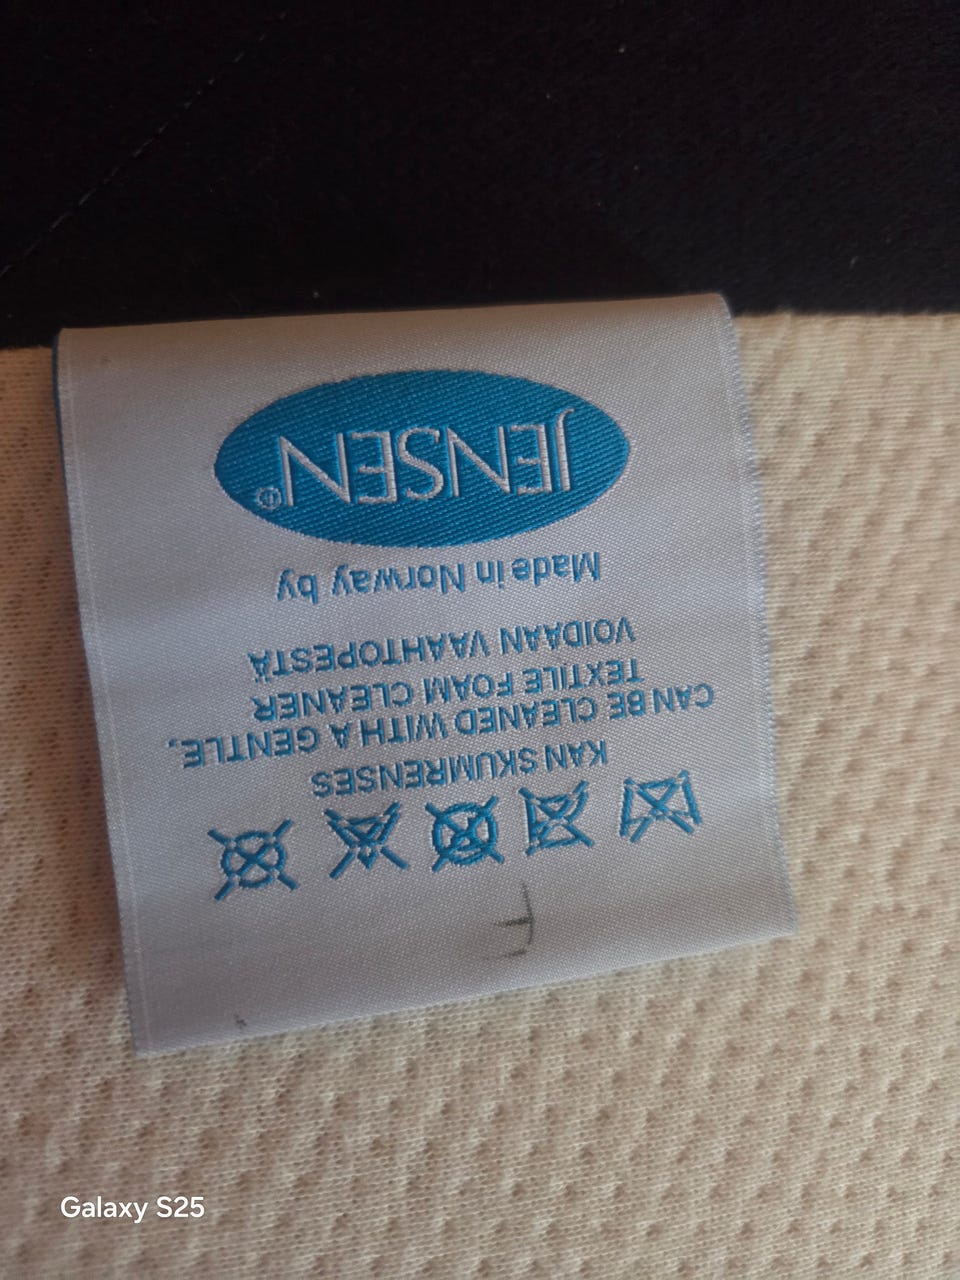 F
KAN SKUMRENSES
CAN BE CLEANED WITH A GENTLE,
TEXTILE FOAM CLEANER
VOIDAAN VAAHTOPESTÄ
Made in Norway by
JENSEN®
Galaxy S25